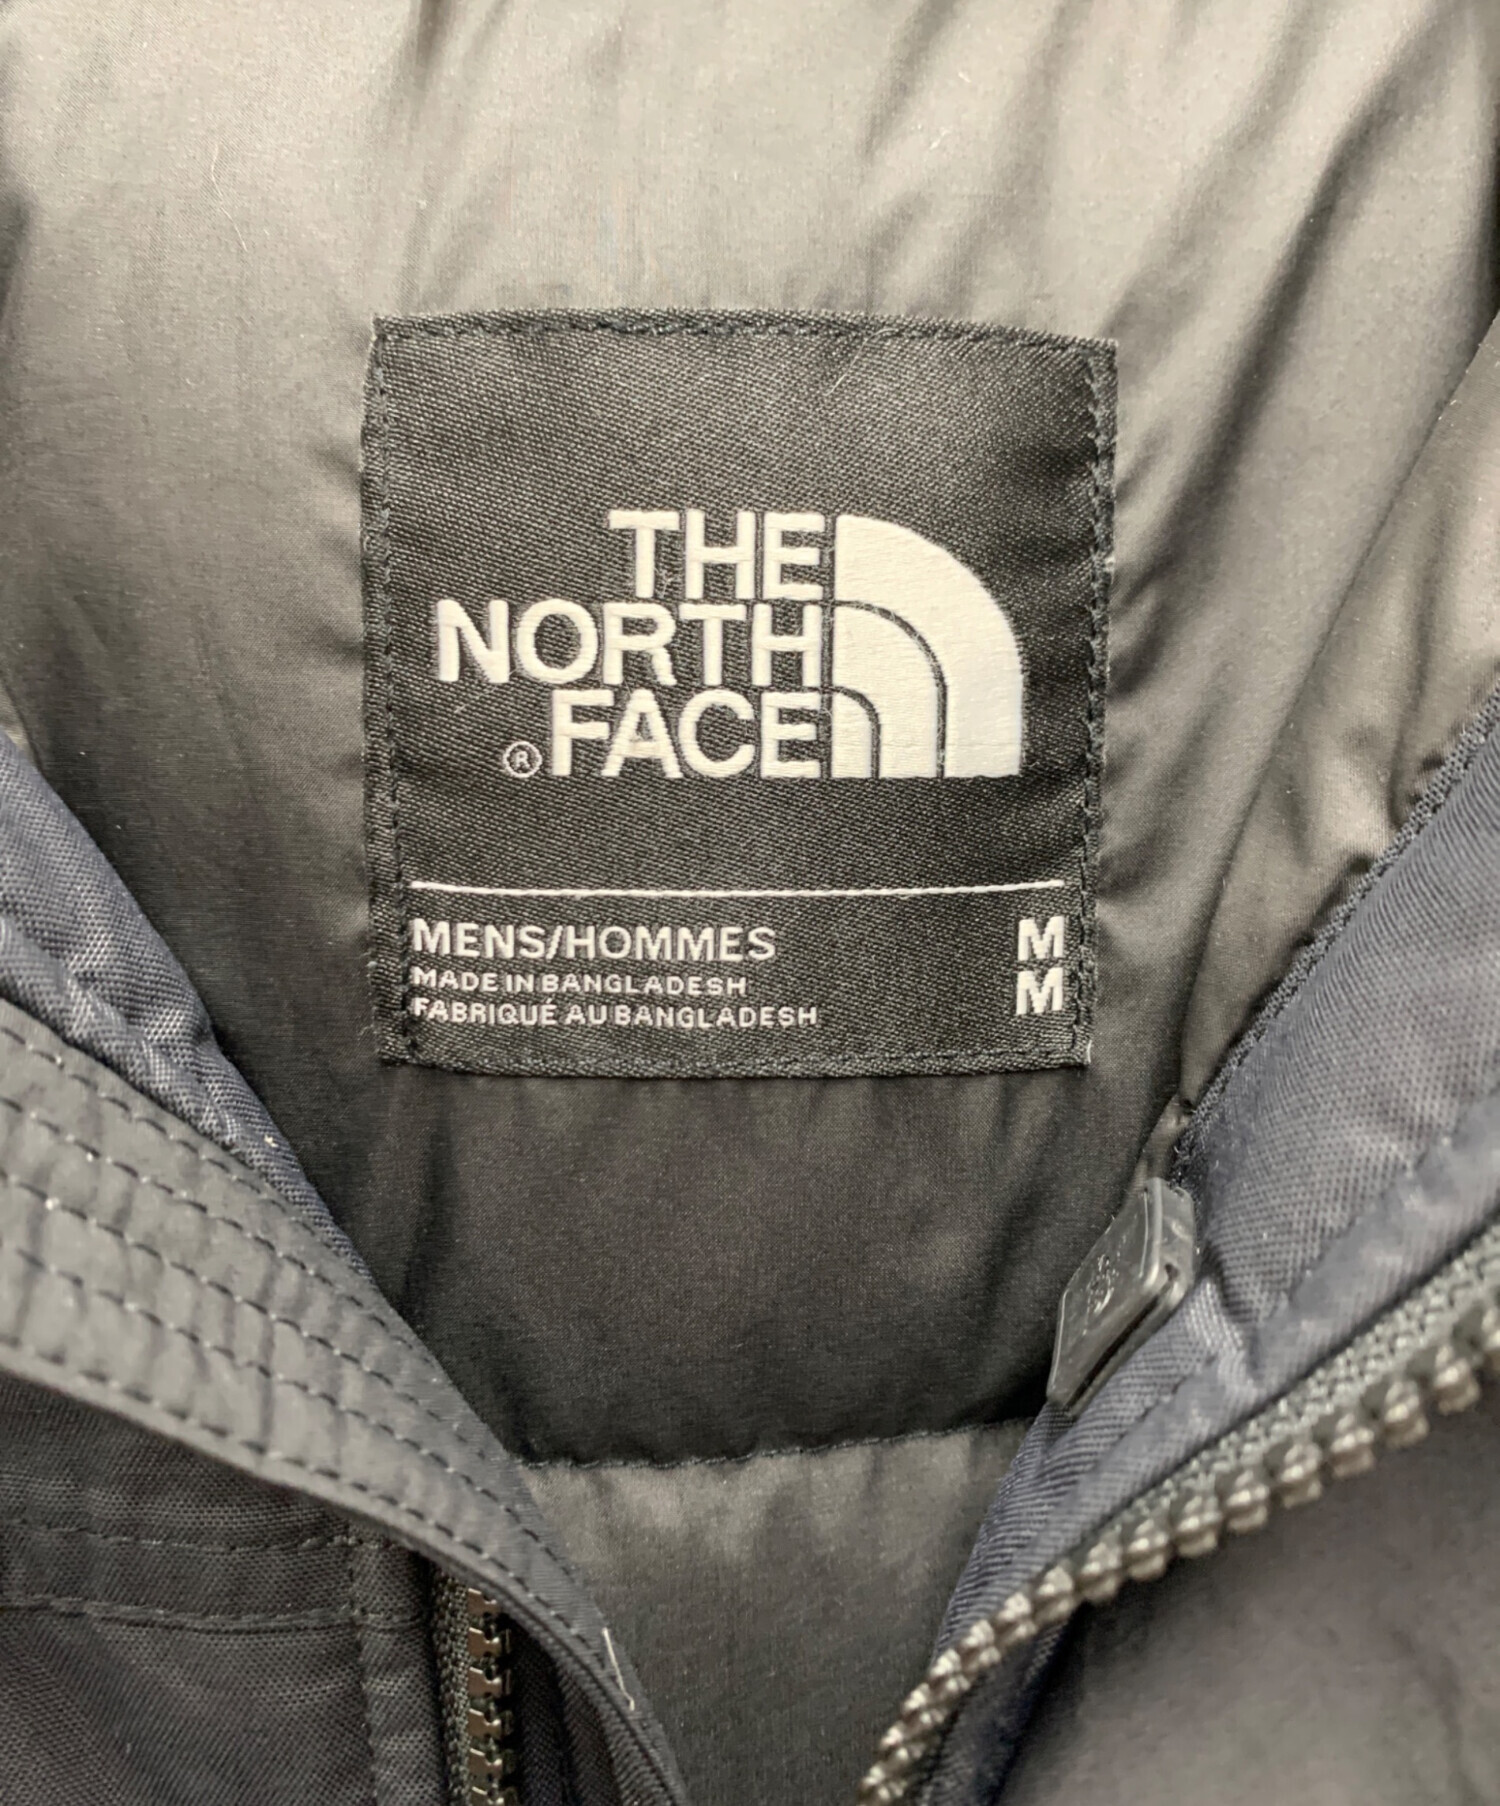 THE
NORTH
® FACE
MENS/HOMMES M
MADE IN BANGLADESH
FABRIQUÉ AU BANGLADESH M